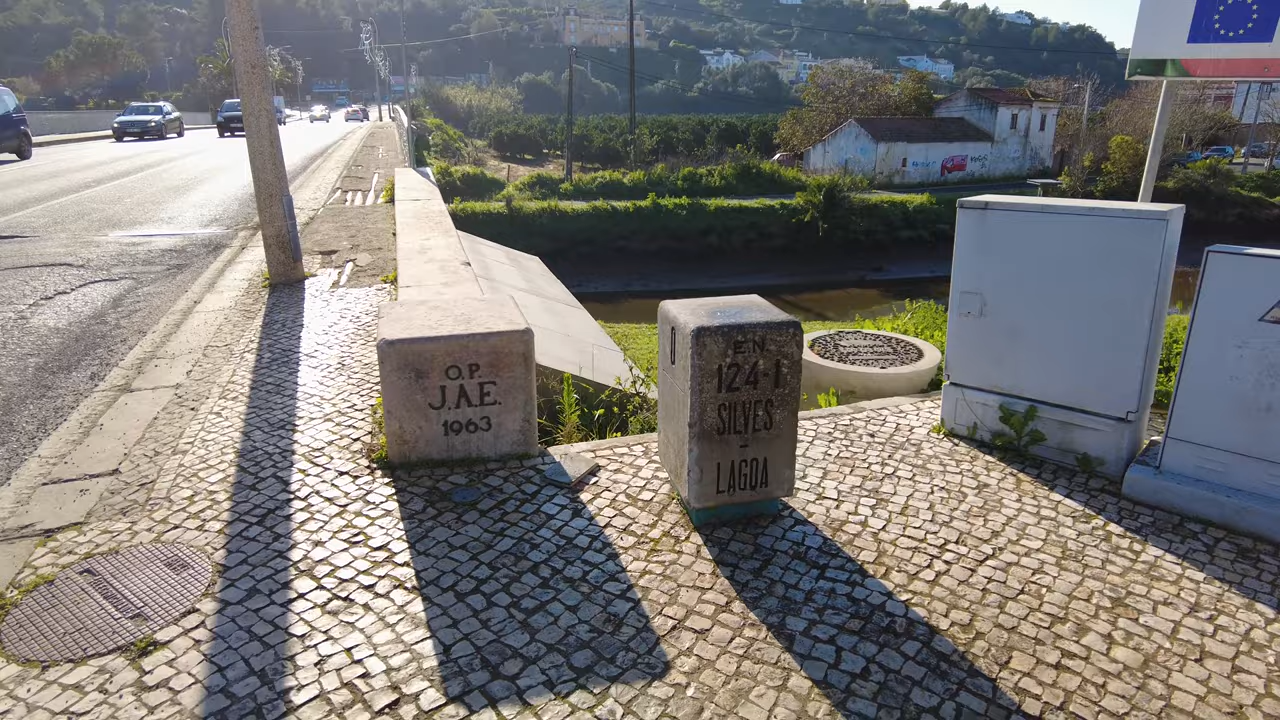 O.P.
J.A.E.
1963
E.N.
124-1
SILVES
-
LAGOA